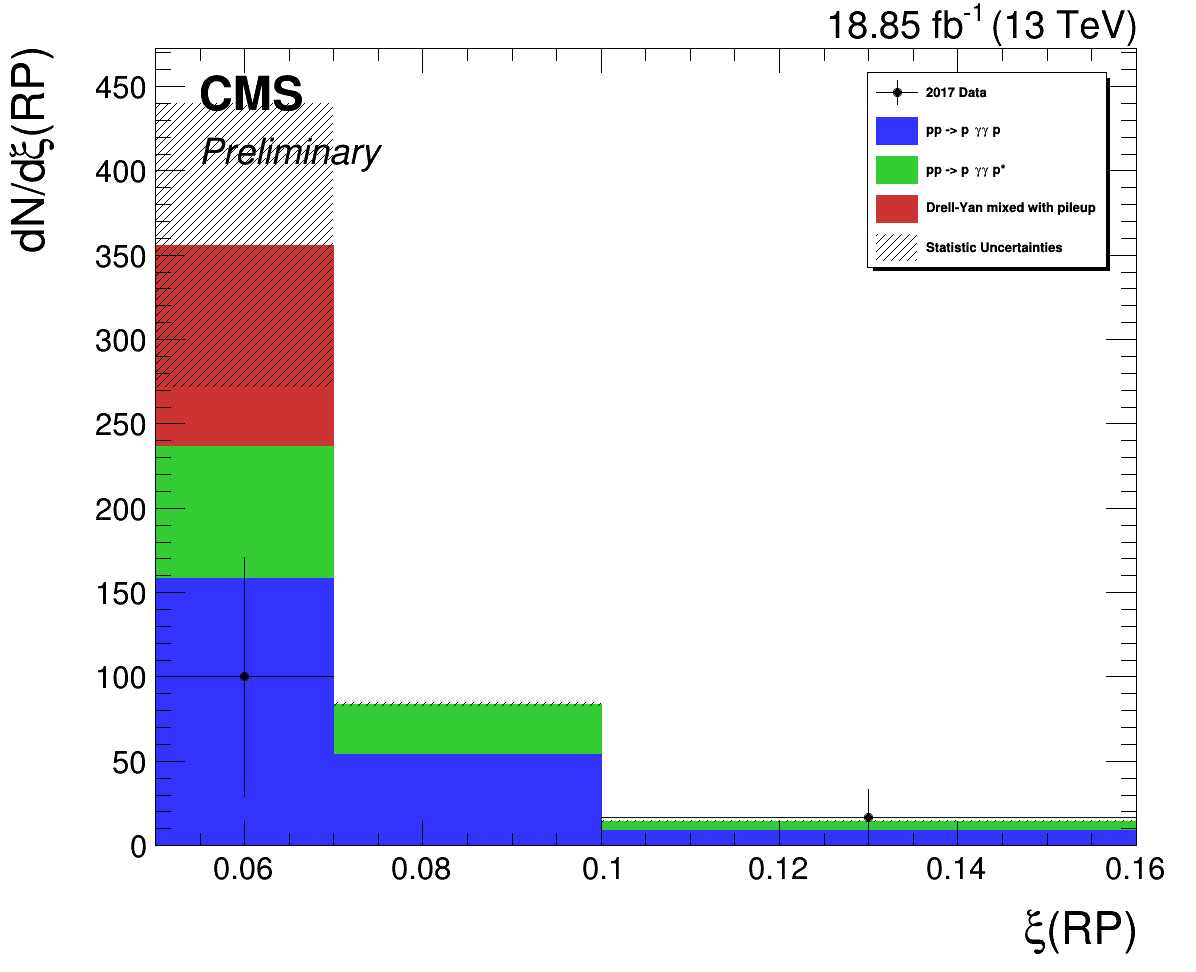 18.85 fb⁻¹ (13 TeV)
dN/dξ(RP)
CMS
Preliminary
2017 Data
pp -> p γγ p
pp -> p γγ p*
Drell-Yan mixed with pileup
Statistic Uncertainties
450
400
350
300
250
200
150
100
50
0
0.06 0.08 0.1 0.12 0.14 0.16
ξ(RP)